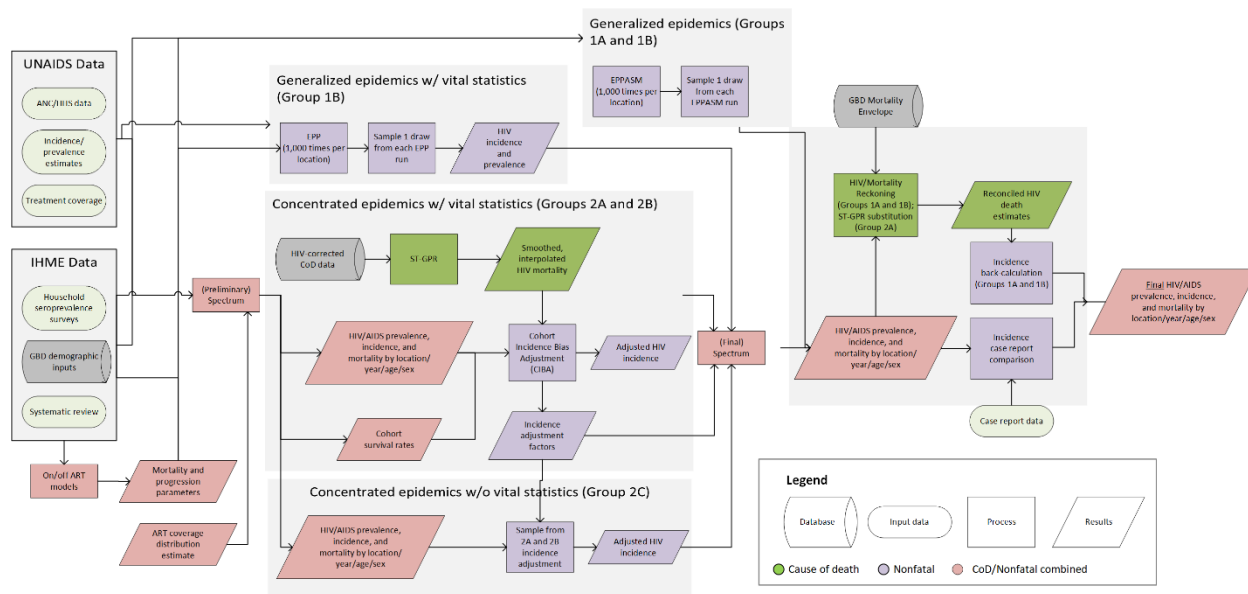 UNAIDS Data
ANC/DHS data
Incidence/
prevalence
estimates
Treatment coverage
IHME Data
Household
seroprevalence
surveys
GBD demographic
inputs
Systematic review
On/off ART
models
Mortality and
progression
parameters
ART coverage
distribution
estimate
(Preliminary)
Spectrum
Generalized epidemics w/ vital statistics
(Group 1B)
EPP
(1,000 times per
location)
Sample 1 draw
from each EPP
run
HIV
incidence
and
prevalence
Generalized epidemics (Groups
1A and 1B)
EPPASM
(1,000 times per
location)
Sample 1 draw
from each
EPPASM run
Concentrated epidemics w/ vital statistics (Groups 2A and 2B)
HIV-corrected
CoD data
ST-GPR
Smoothed,
interpolated
HIV mortality
HIV/AIDS prevalence,
incidence, and
mortality by location/
year/age/sex
Cohort
Incidence Bias
Adjustment
(CIBA)
Adjusted HIV
incidence
Cohort
survival rates
Incidence
adjustment
factors
Concentrated epidemics w/o vital statistics (Group 2C)
HIV/AIDS prevalence,
incidence, and
mortality by location/
year/age/sex
Sample from
2A and 2B
incidence
adjustment
Adjusted HIV
incidence
(Final)
Spectrum
GBD Mortality
Envelope
HIV/Mortality
Reckoning
(Groups 1A and 1B);
ST-GPR substitution
(Group 2A)
Reconciled HIV
death
estimates
Incidence
back-calculation
(Groups 1A and 1B)
HIV/AIDS prevalence,
incidence, and
mortality by location/
year/age/sex
Incidence
case report
comparison
Case report data
Final HIV/AIDS
prevalence, incidence,
and mortality by
location/year/age/sex
Legend
Database
Input data
Process
Results
Cause of death
Nonfatal
CoD/Nonfatal combined